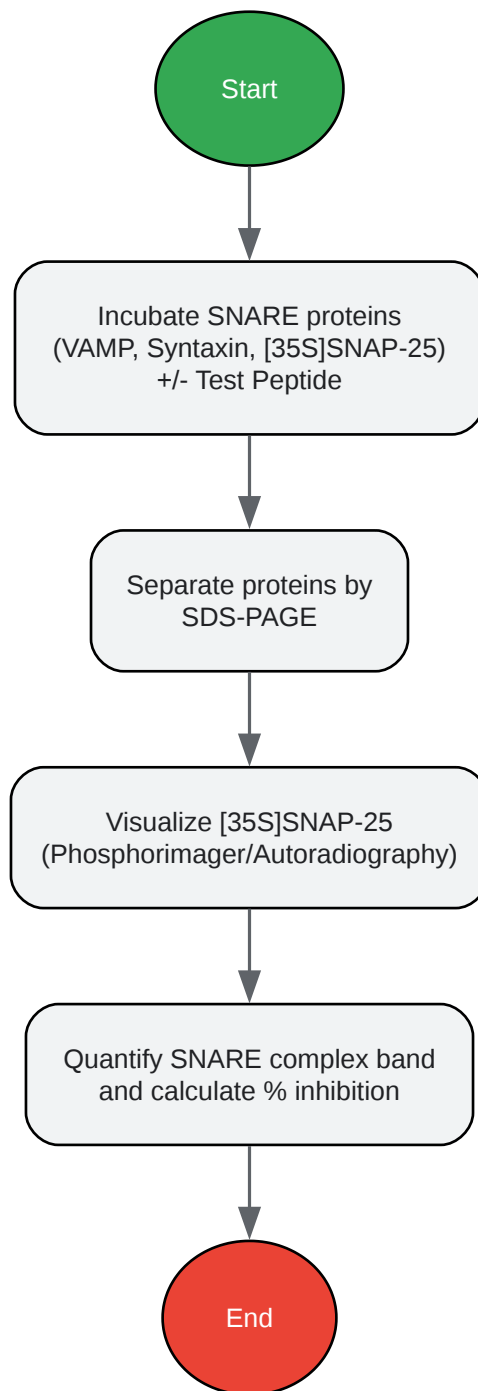 Start
Incubate SNARE proteins
(VAMP, Syntaxin, [35S]SNAP-25)
+/- Test Peptide
Separate proteins by
SDS-PAGE
Visualize [35S]SNAP-25
(Phosphorimager/Autoradiography)
Quantify SNARE complex band
and calculate % inhibition
End